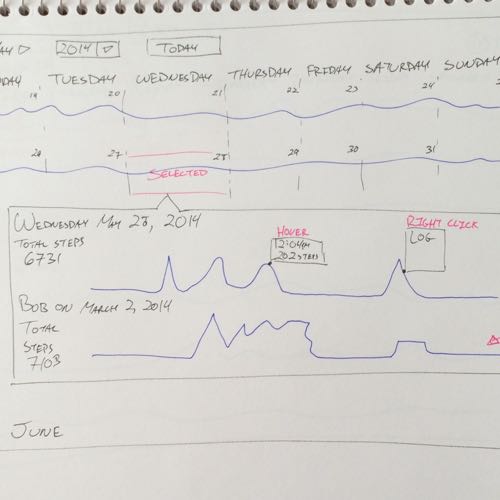 2014 TODAY
TUESDAY WEDNESDAY THURSDAY FRIDAY SATURDAY SUNDAY
19 20 21 22 23 24
26 27 28 29 30 31
SELECTED
WEDNESDAY MAY 28, 2014
TOTAL STEPS
6731
HOVER
2:04PM
202 STEPS
RIGHT CLICK
LOG
BOB ON MARCH 2, 2014
TOTAL
STEPS
7103
JUNE